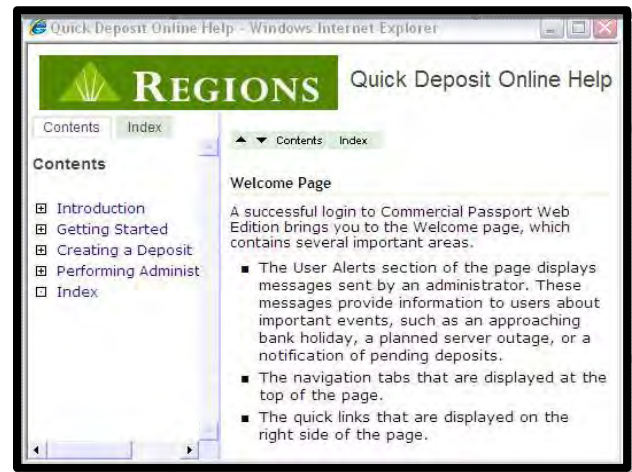 Quick Deposit Online Help - Windows Internet Explorer
REGIONS
Quick Deposit Online Help
Contents Index
Contents
Introduction
Getting Started
Creating a Deposit
Performing Administ
Index
Contents Index
Welcome Page
A successful login to Commercial Passport Web
Edition brings you to the Welcome page, which
contains several important areas.
The User Alerts section of the page displays
messages sent by an administrator. These
messages provide information to users about
important events, such as an approaching
bank holiday, a planned server outage, or a
notification of pending deposits.
The navigation tabs that are displayed at the
top of the page.
The quick links that are displayed on the
right side of the page.